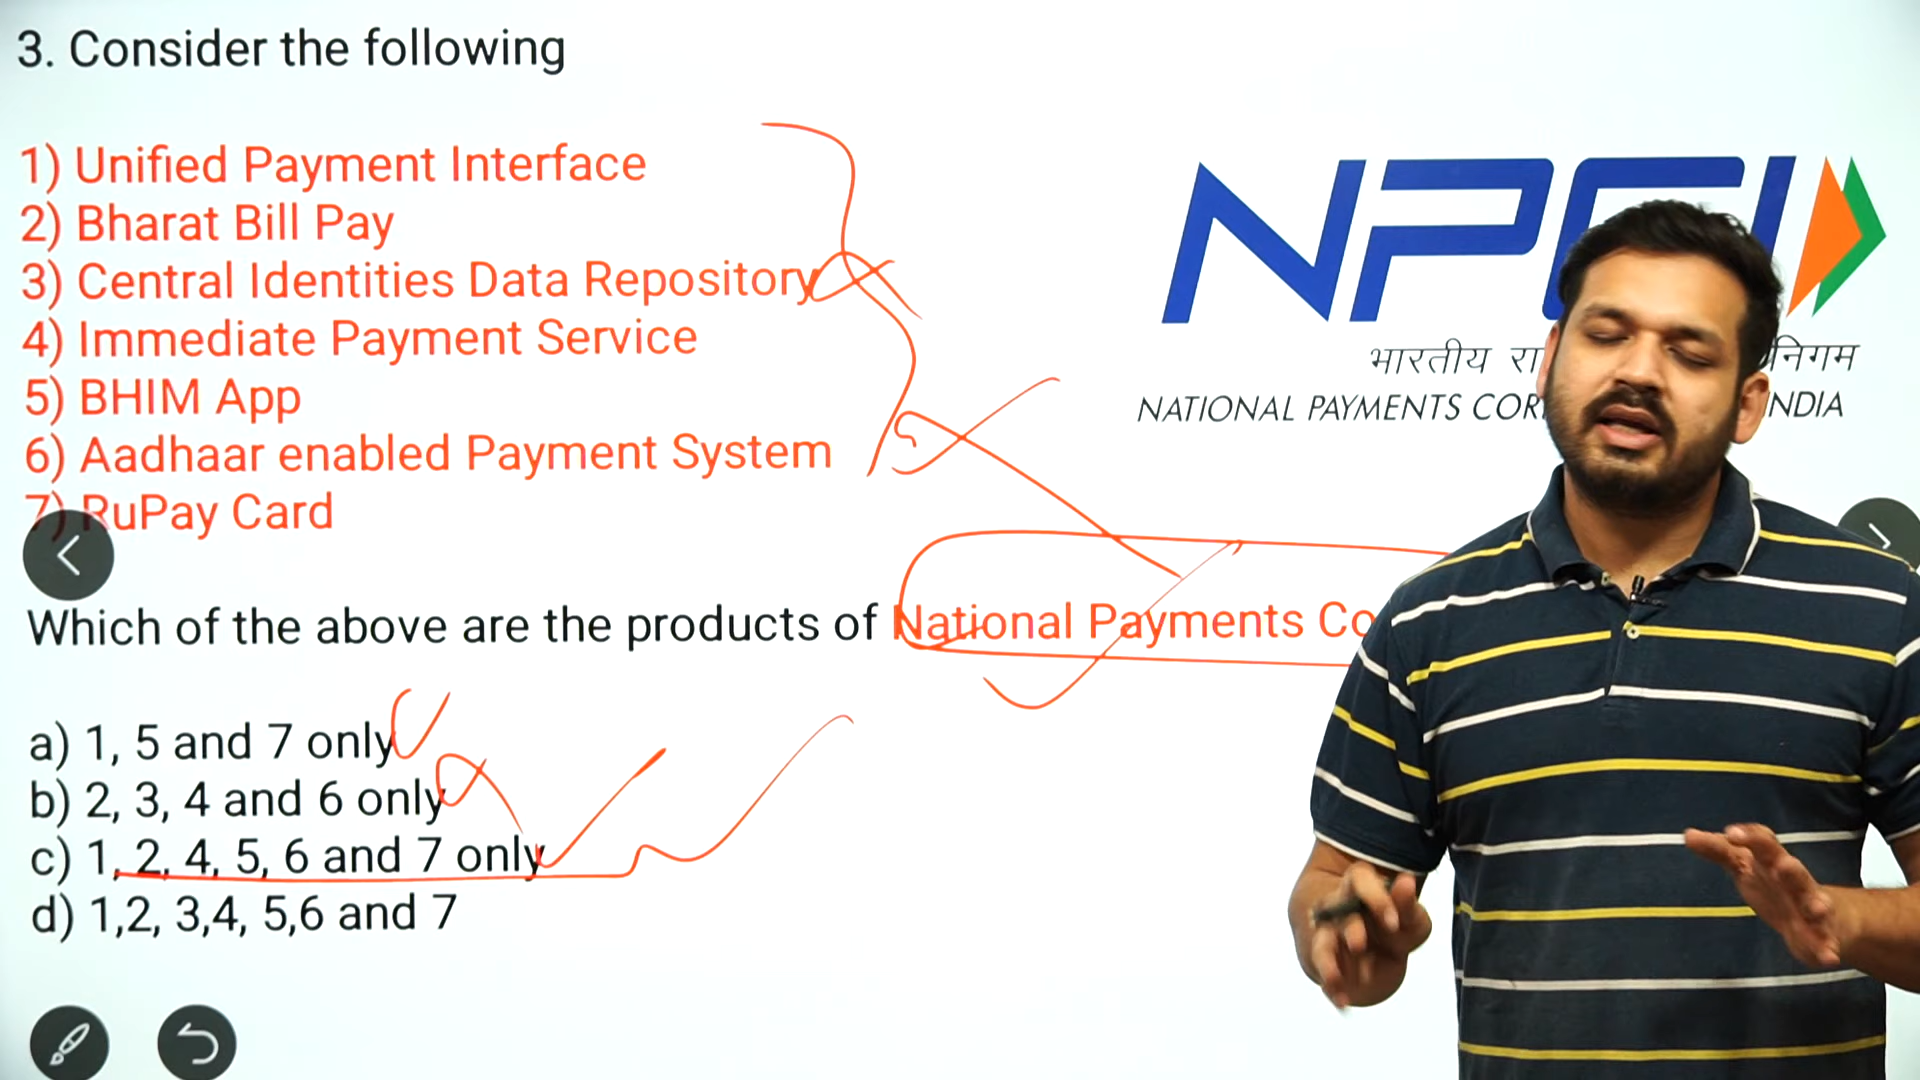 3. Consider the following
1) Unified Payment Interface
2) Bharat Bill Pay
3) Central Identities Data Repository
4) Immediate Payment Service
5) BHIM App
6) Aadhaar enabled Payment System
7) RuPay Card
Which of the above are the products of National Payments Co
a) 1, 5 and 7 only
b) 2, 3, 4 and 6 only
c) 1, 2, 4, 5, 6 and 7 only
d) 1,2, 3,4, 5,6 and 7
NPCI
भारतीय रा निगम
NATIONAL PAYMENTS COR INDIA